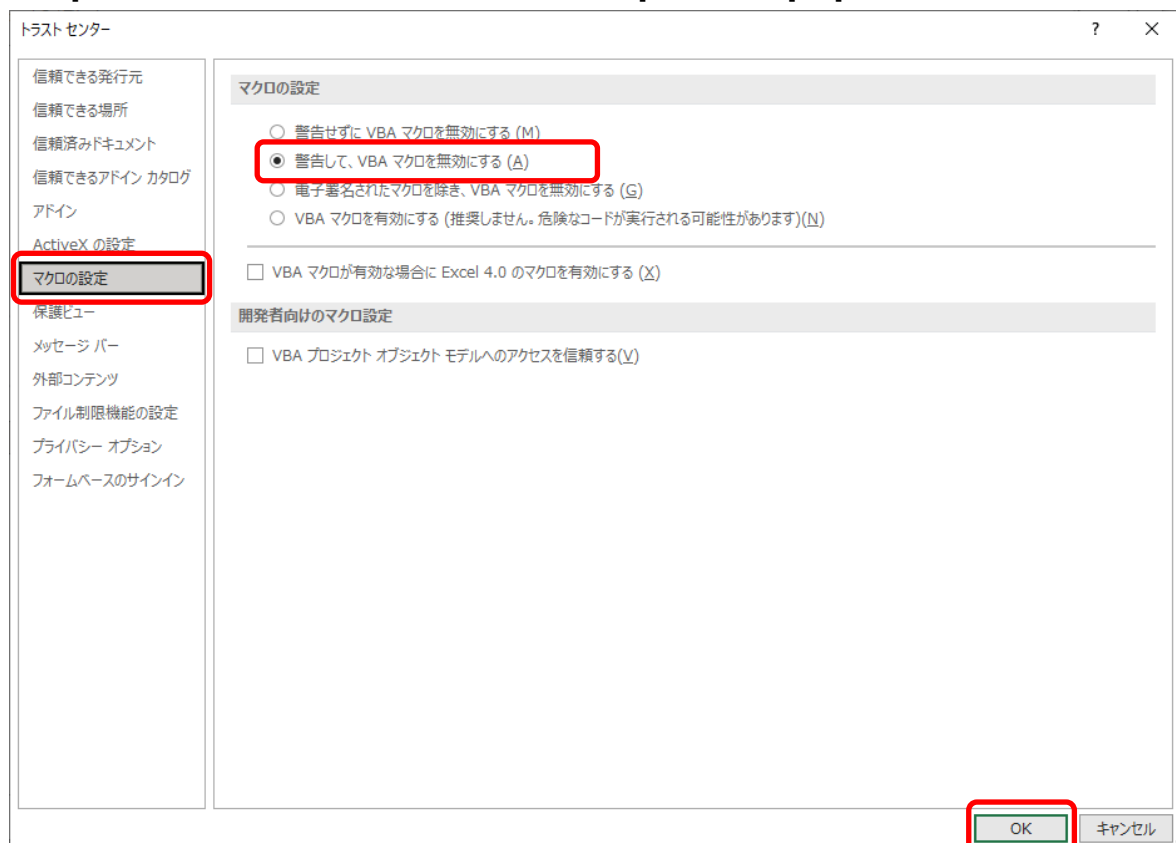 トラスト センター
?
×
信頼できる発行元
信頼できる場所
信頼済みドキュメント
信頼できるアドイン カタログ
アドイン
ActiveX の設定
マクロの設定
保護ビュー
メッセージ バー
外部コンテンツ
ファイル制限機能の設定
プライバシー オプション
フォームベースのサインイン
マクロの設定
警告せずに VBA マクロを無効にする (M)
警告して、VBA マクロを無効にする (A)
電子署名されたマクロを除き、VBA マクロを無効にする (G)
VBA マクロを有効にする (推奨しません。危険なコードが実行される可能性があります)(N)
VBA マクロが有効な場合に Excel 4.0 のマクロを有効にする (X)
開発者向けのマクロ設定
VBA プロジェクト オブジェクト モデルへのアクセスを信頼する(V)
OK
キャンセル